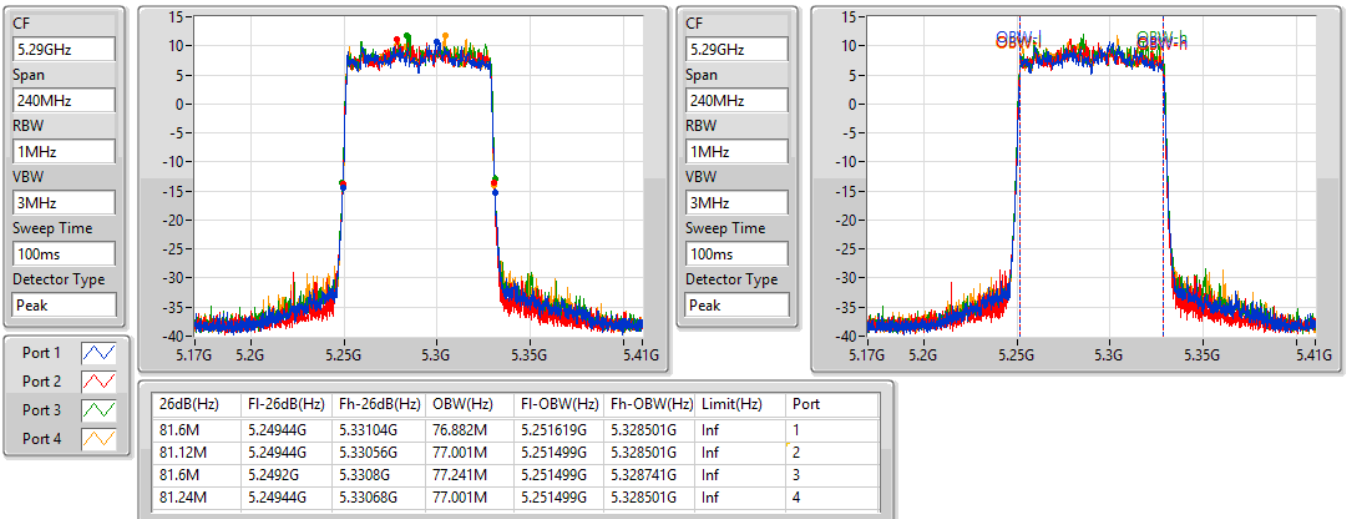 CF
5.29GHz
Span
240MHz
RBW
1MHz
VBW
3MHz
Sweep Time
100ms
Detector Type
Peak
15
10
5
0
-5
-10
-15
-20
-25
-30
-35
-40
5.17G 5.2G 5.25G 5.3G 5.35G 5.41G
CF
5.29GHz
Span
240MHz
RBW
1MHz
VBW
3MHz
Sweep Time
100ms
Detector Type
Peak
15
10
5
0
-5
-10
-15
-20
-25
-30
-35
-40
OBW-l OBW-h
5.17G 5.2G 5.25G 5.3G 5.35G 5.41G
Port 1
Port 2
Port 3
Port 4
26dB(Hz) Fl-26dB(Hz) Fh-26dB(Hz) OBW(Hz) Fl-OBW(Hz) Fh-OBW(Hz) Limit(Hz) Port
81.6M 5.24944G 5.33104G 76.882M 5.251619G 5.328501G Inf 1
81.12M 5.24944G 5.33056G 77.001M 5.251499G 5.328501G Inf 2
81.6M 5.2492G 5.3308G 77.241M 5.251499G 5.328741G Inf 3
81.24M 5.24944G 5.33068G 77.001M 5.251499G 5.328501G Inf 4